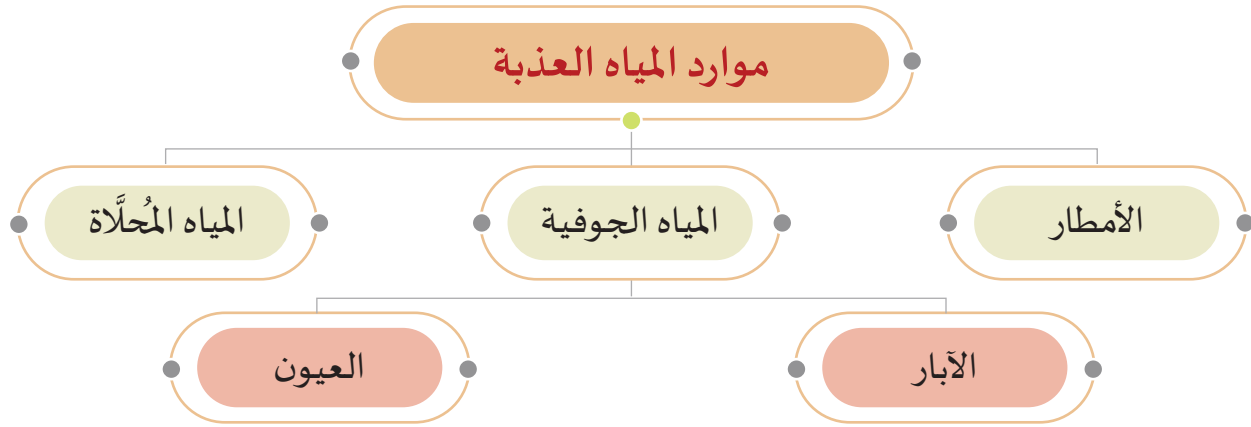 موارد المياه العذبة
الأمطار
المياه الجوفية
المياه المُحلَّاة
الآبار
العيون